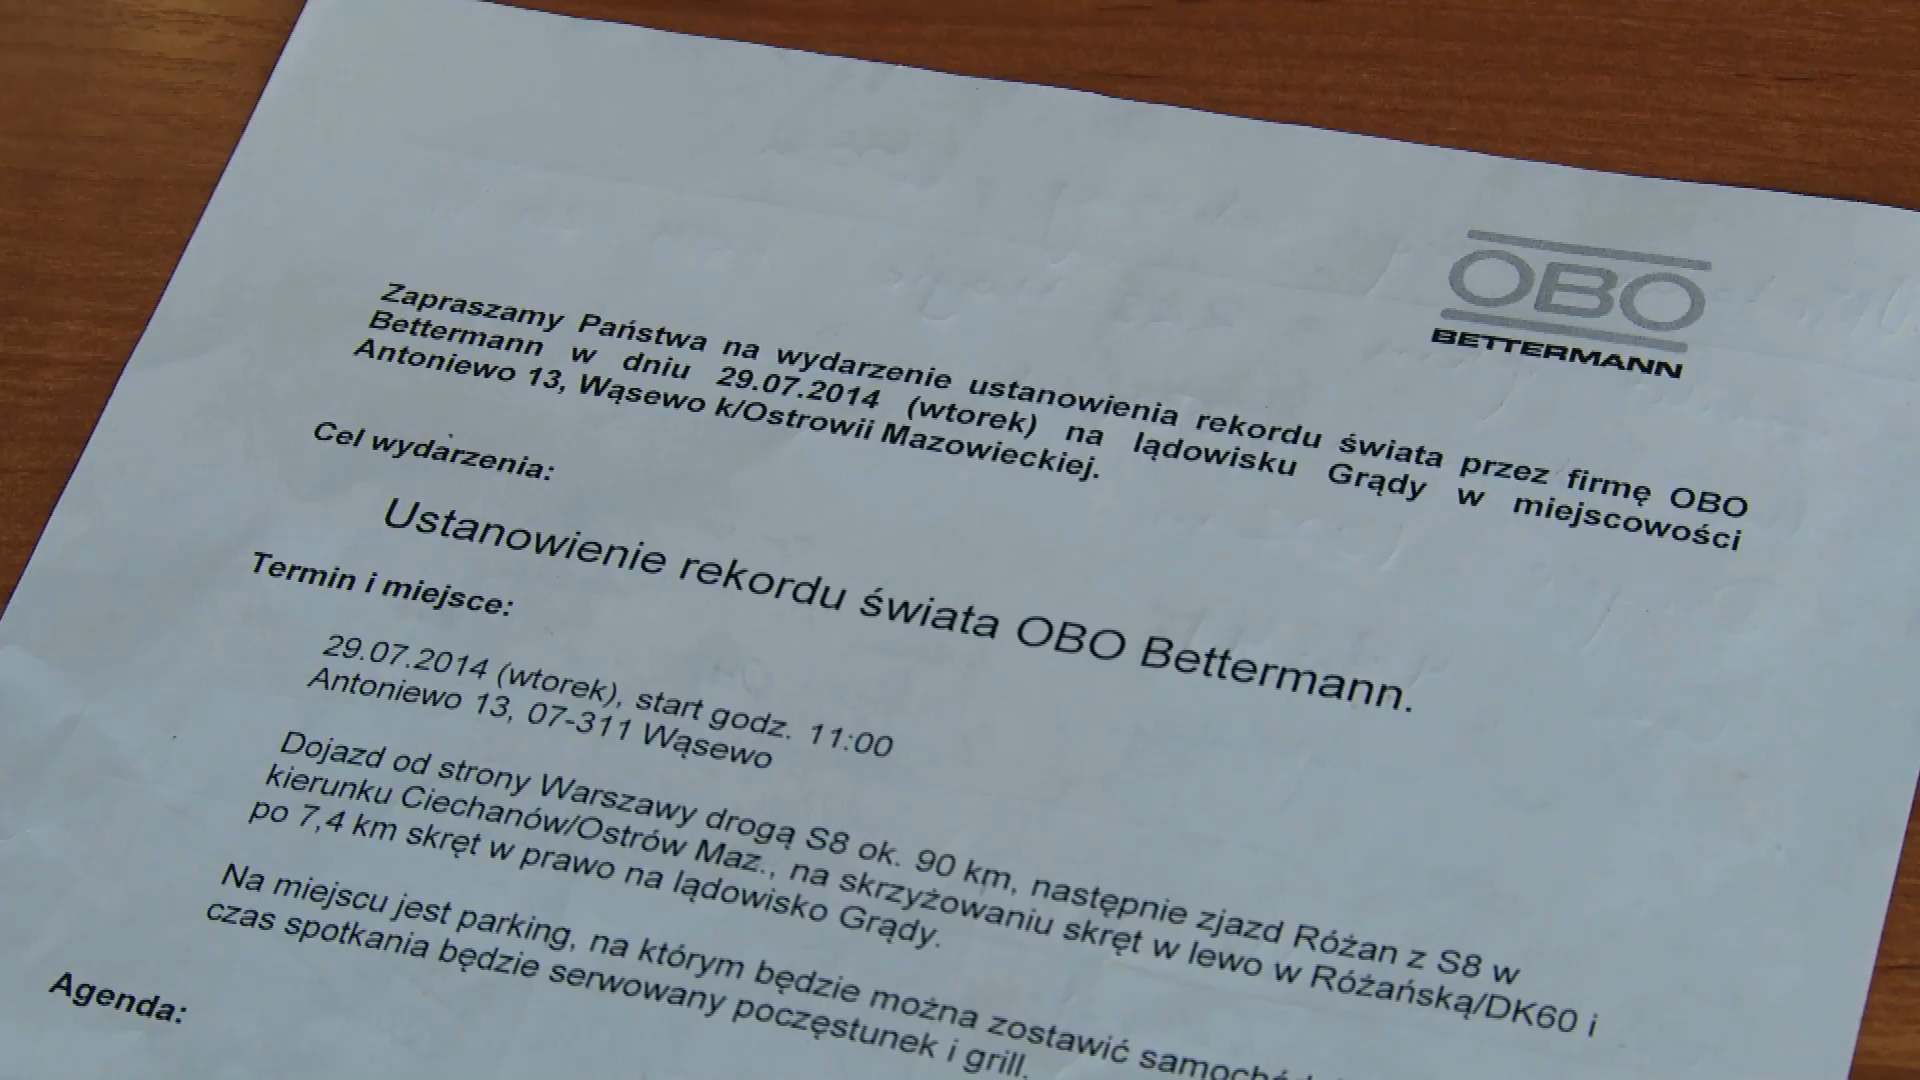 OBO
BETTERMANN
Zapraszamy Państwa na wydarzenie ustanowienia rekordu świata przez firmę OBO
Bettermann w dniu 29.07.2014 (wtorek) na lądowisku Grądy w miejscowości
Antoniewo 13, Wąsewo k/Ostrowii Mazowieckiej.
Cel wydarzenia:
Ustanowienie rekordu świata OBO Bettermann.
Termin i miejsce:
29.07.2014 (wtorek), start godz. 11:00
Antoniewo 13, 07-311 Wąsewo
Dojazd od strony Warszawy drogą S8 ok. 90 km, następnie zjazd Różan z S8 w
kierunku Ciechanów/Ostrów Maz., na skrzyżowaniu skręt w lewo w Różańską/DK60 i
po 7,4 km skręt w prawo na lądowisko Grądy.
Na miejscu jest parking, na którym będzie można zostawić
czas spotkania będzie serwowany poczęstunek i grill.
Agenda: